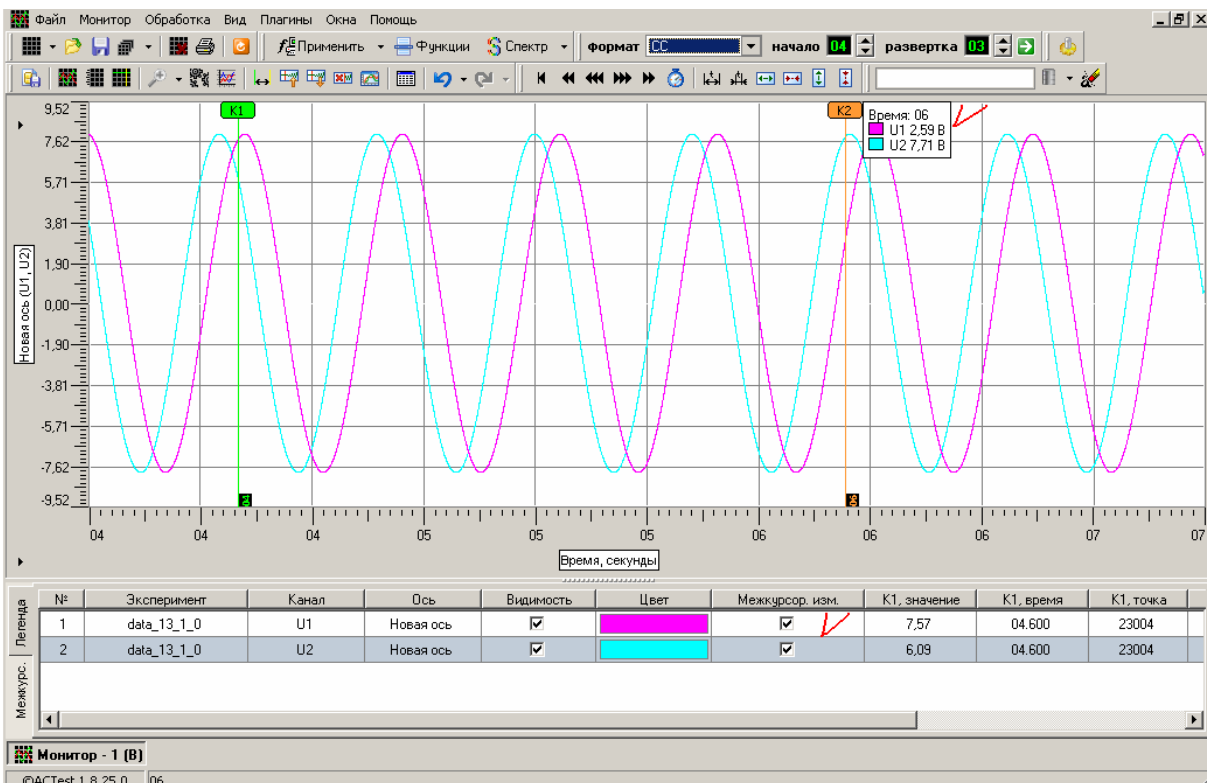 Файл Монитор Обработка Вид Плагины Окна Помощь
Применить Функции Спектр формат CC начало 04 развертка 03
K1 K2
Время: 06
U1 2,59 В
U2 7,71 В
9.52
7.62
5.71
3.81
1,90
0,00
-1,90
-3.81
-5,71
-7.62
-9,52
Новая ось (U1, U2)
04 06
04 04 04 05 05 05 06 06 06 07 07
Время, секунды
Легенда
Межкурс.
№ Эксперимент Канал Ось Видимость Цвет Межкурсор. изм. K1, значение K1, время K1, точка
1 data_13_1_0 U1 Новая ось 7,57 04.600 23004
2 data_13_1_0 U2 Новая ось 6,09 04.600 23004
Монитор - 1 (В)
©ACTest 1.8.25.0 06